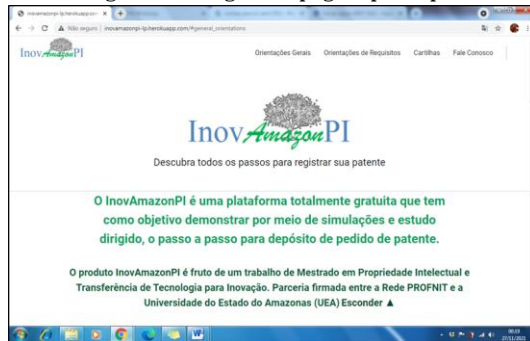 inovamazonpi-lp.herokuapp.com
Não seguro | inovamazonpi-lp.herokuapp.com/#general_orientations
InovAmazonPI
Orientações Gerais Orientações de Requisitos Cartilhas Fale Conosco
InovAmazonPI
Descubra todos os passos para registrar sua patente
O InovAmazonPI é uma plataforma totalmente gratuita que tem
como objetivo demonstrar por meio de simulações e estudo
dirigido, o passo a passo para depósito de pedido de patente.
O produto InovAmazonPI é fruto de um trabalho de Mestrado em Propriedade Intelectual e
Transferência de Tecnologia para Inovação. Parceria firmada entre a Rede PROFNIT e a
Universidade do Estado do Amazonas (UEA) Esconder ▲
27/11/2021